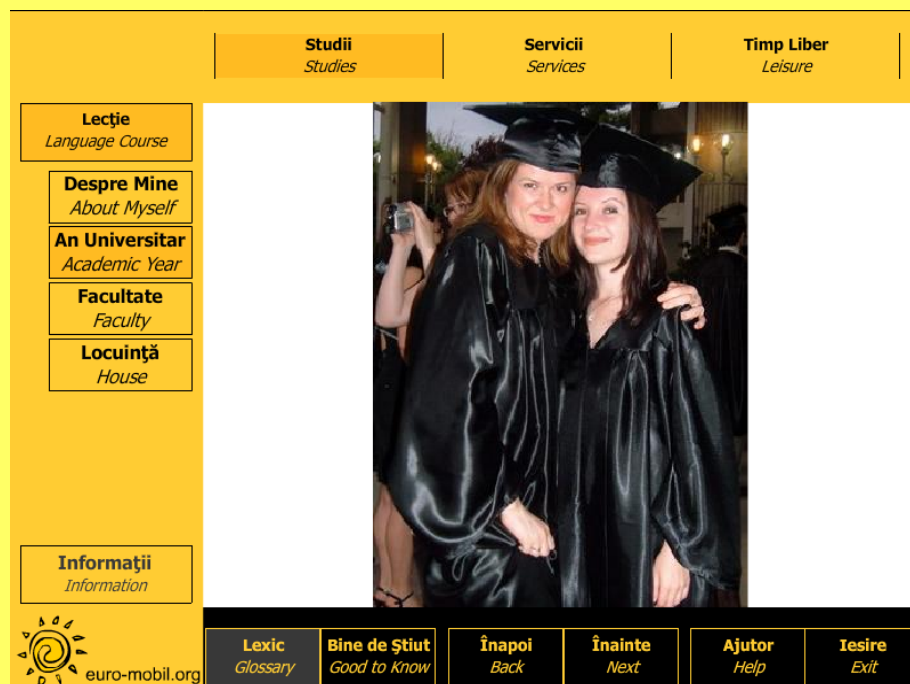 Studii
Studies
Servicii
Services
Timp Liber
Leisure
Lecţie
Language Course
Despre Mine
About Myself
An Universitar
Academic Year
Facultate
Faculty
Locuinţă
House
Informaţii
Information
euro-mobil.org
Lexic
Glossary
Bine de Ştiut
Good to Know
Înapoi
Back
Înainte
Next
Ajutor
Help
Iesire
Exit